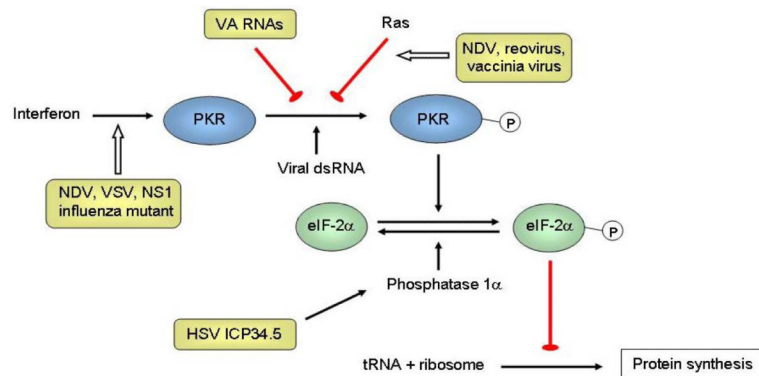 VA RNAs
Ras
NDV, reovirus,
vaccinia virus
Interferon
PKR
PKR
P
Viral dsRNA
NDV, VSV, NS1
influenza mutant
eIF-2α
eIF-2α
P
Phosphatase 1α
HSV ICP34.5
tRNA + ribosome
Protein synthesis